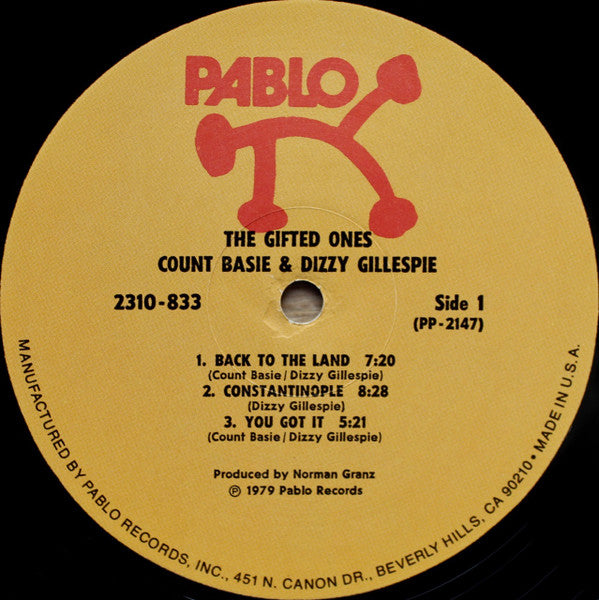 PABLO
THE GIFTED ONES
COUNT BASIE & DIZZY GILLESPIE
2310-833
Side 1
(PP-2147)
1. BACK TO THE LAND 7:20
(Count Basie/Dizzy Gillespie)
2. CONSTANTINOPLE 8:28
(Dizzy Gillespie)
3. YOU GOT IT 5:21
(Count Basie/Dizzy Gillespie)
Produced by Norman Granz
℗ 1979 Pablo Records
MANUFACTURED BY PABLO RECORDS, INC., 451 N. CANON DR., BEVERLY HILLS, CA 90210 • MADE IN U.S.A.